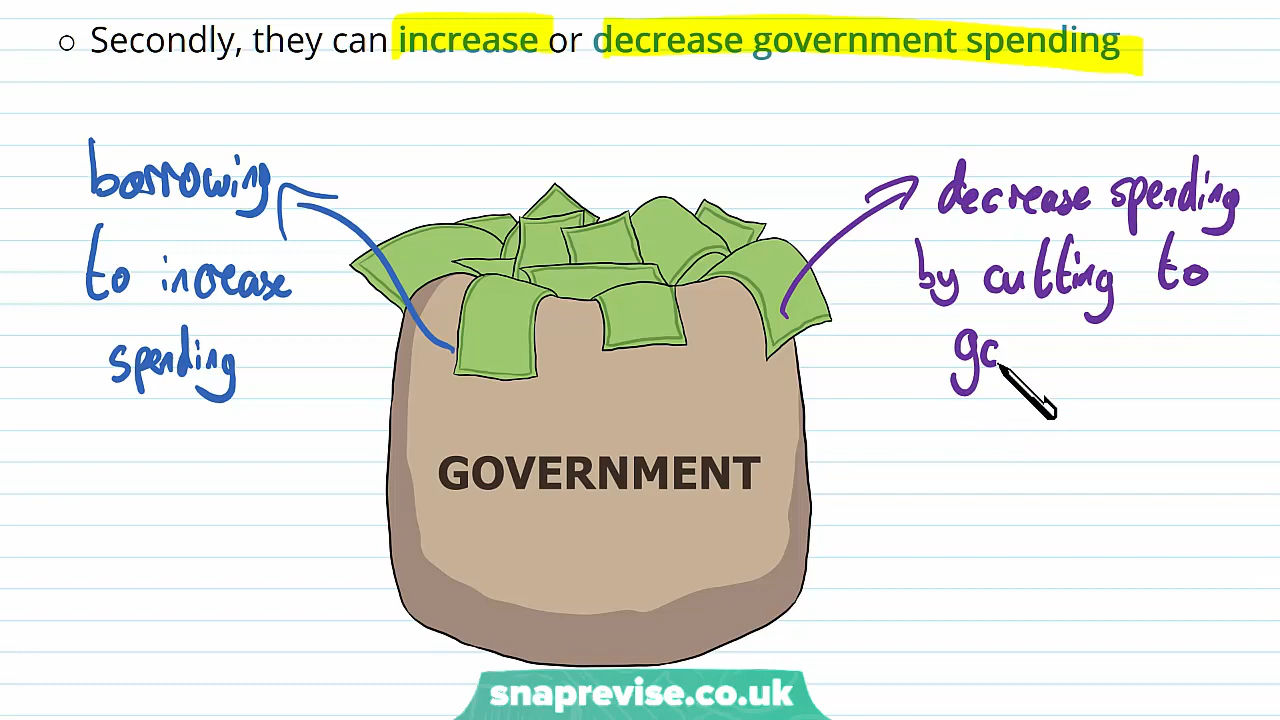 Secondly, they can increase or decrease government spending
borrowing
to increase
spending
decrease spending
by cutting to
go
GOVERNMENT
snaprevise.co.uk